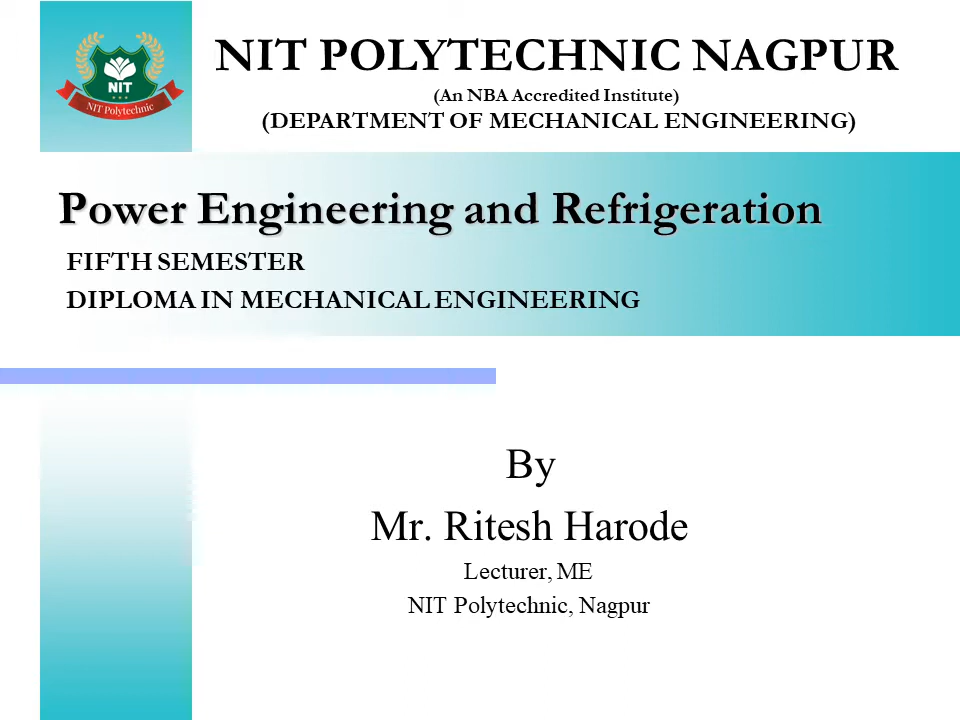 NIT POLYTECHNIC NAGPUR
(An NBA Accredited Institute)
(DEPARTMENT OF MECHANICAL ENGINEERING)
NIT
NIT Polytechnic
Power Engineering and Refrigeration
FIFTH SEMESTER
DIPLOMA IN MECHANICAL ENGINEERING
By
Mr. Ritesh Harode
Lecturer, ME
NIT Polytechnic, Nagpur